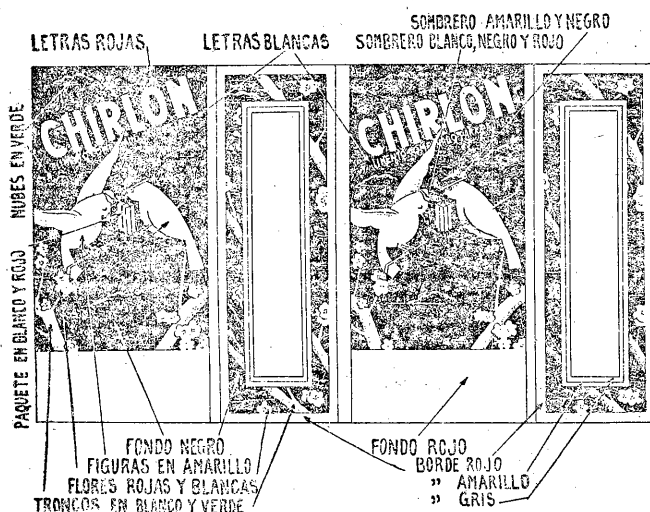 SOMBRERO AMARILLO Y NEGRO
LETRAS ROJAS
LETRAS BLANCAS
SOMBRERO BLANCO, NEGRO Y ROJO
CHIRLON
CHIRLON
NUBES EN VERDE
PAQUETE EN BLANCO Y ROJO
FONDO NEGRO
FIGURAS EN AMARILLO
FLORES ROJAS Y BLANCAS
TRONCOS EN BLANCO Y VERDE
FONDO ROJO
BORDE ROJO
" AMARILLO
" GRIS